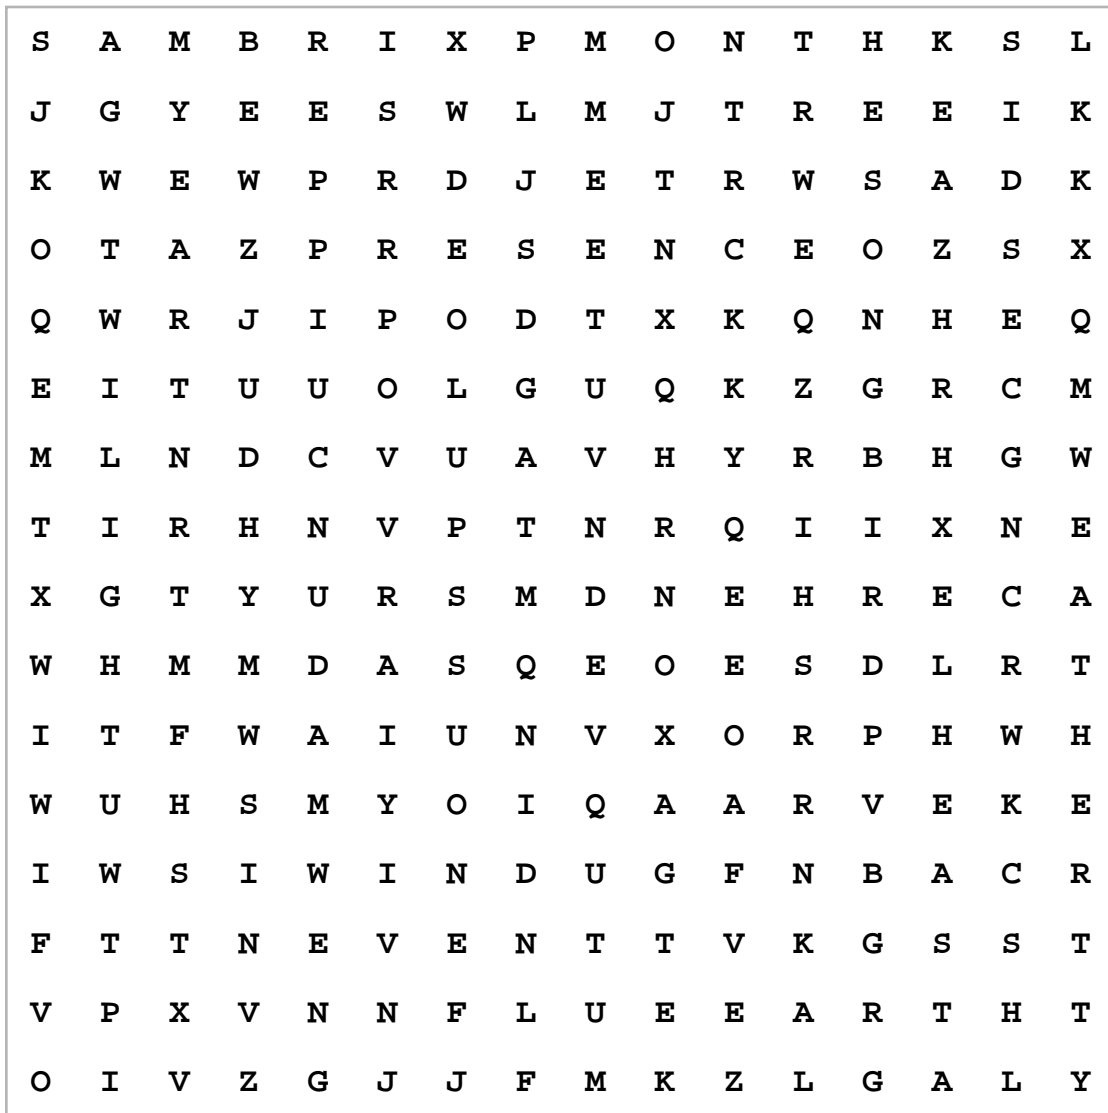 S A M B R I X P M O N T H K S L
J G Y E E S W L M J T R E E I K
K W E W P R D J E T R W S A D K
O T A Z P R E S E N C E O Z S X
Q W R J I P O D T X K Q N H E Q
E I T U U O L G U Q K Z G R C M
M L N D C V U A V H Y R B H G W
T I R H N V P T N R Q I I X N E
X G T Y U R S M D N E H R E C A
W H M M D A S Q E O E S D L R T
I T F W A I U N V X O R P H W H
W U H S M Y O I Q A A R V E K E
I W S I W I N D U G F N B A C R
F T T N E V E N T T V K G S S T
V P X V N N F L U E E A R T H T
O I V Z G J J F M K Z L G A L Y